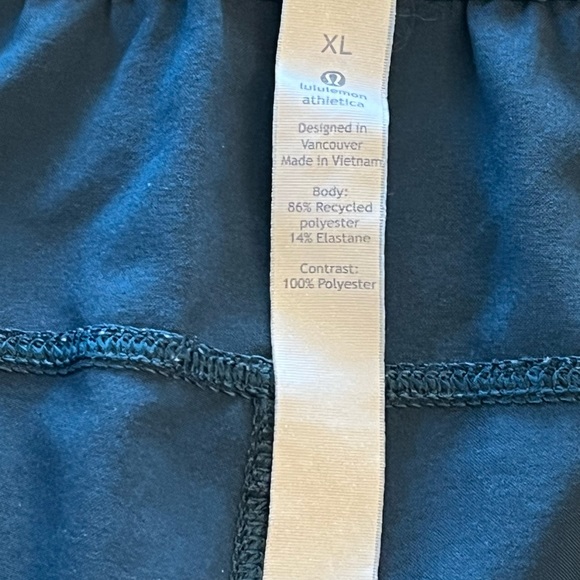 XL
lululemon
athletica
Designed in
Vancouver
Made in Vietnam
Body:
86% Recycled
polyester
14% Elastane
Contrast:
100% Polyester